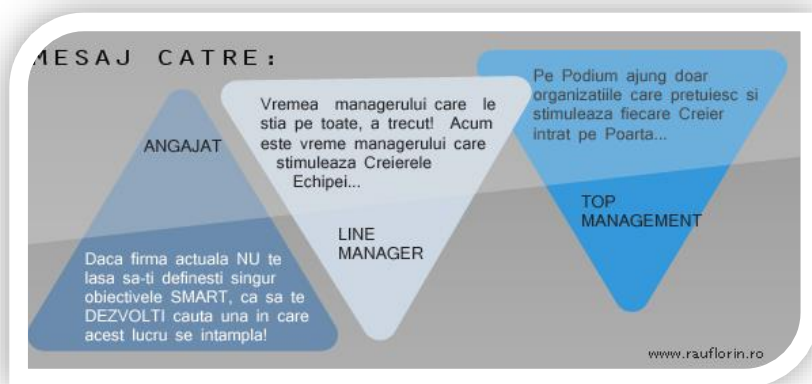 MESAJ CATRE:
ANGAJAT
Daca firma actuala NU te
lasa sa-ti definesti singur
obiectivele SMART, ca sa te
DEZVOLTI cauta una in care
acest lucru se intampla!
Vremea managerului care le
stia pe toate, a trecut! Acum
este vreme managerului care
stimuleaza Creierele
Echipei...
LINE
MANAGER
Pe Podium ajung doar
organizatiile care pretuiesc si
stimuleaza fiecare Creier
intrat pe Poarta...
TOP
MANAGEMENT
www.rauflorin.ro